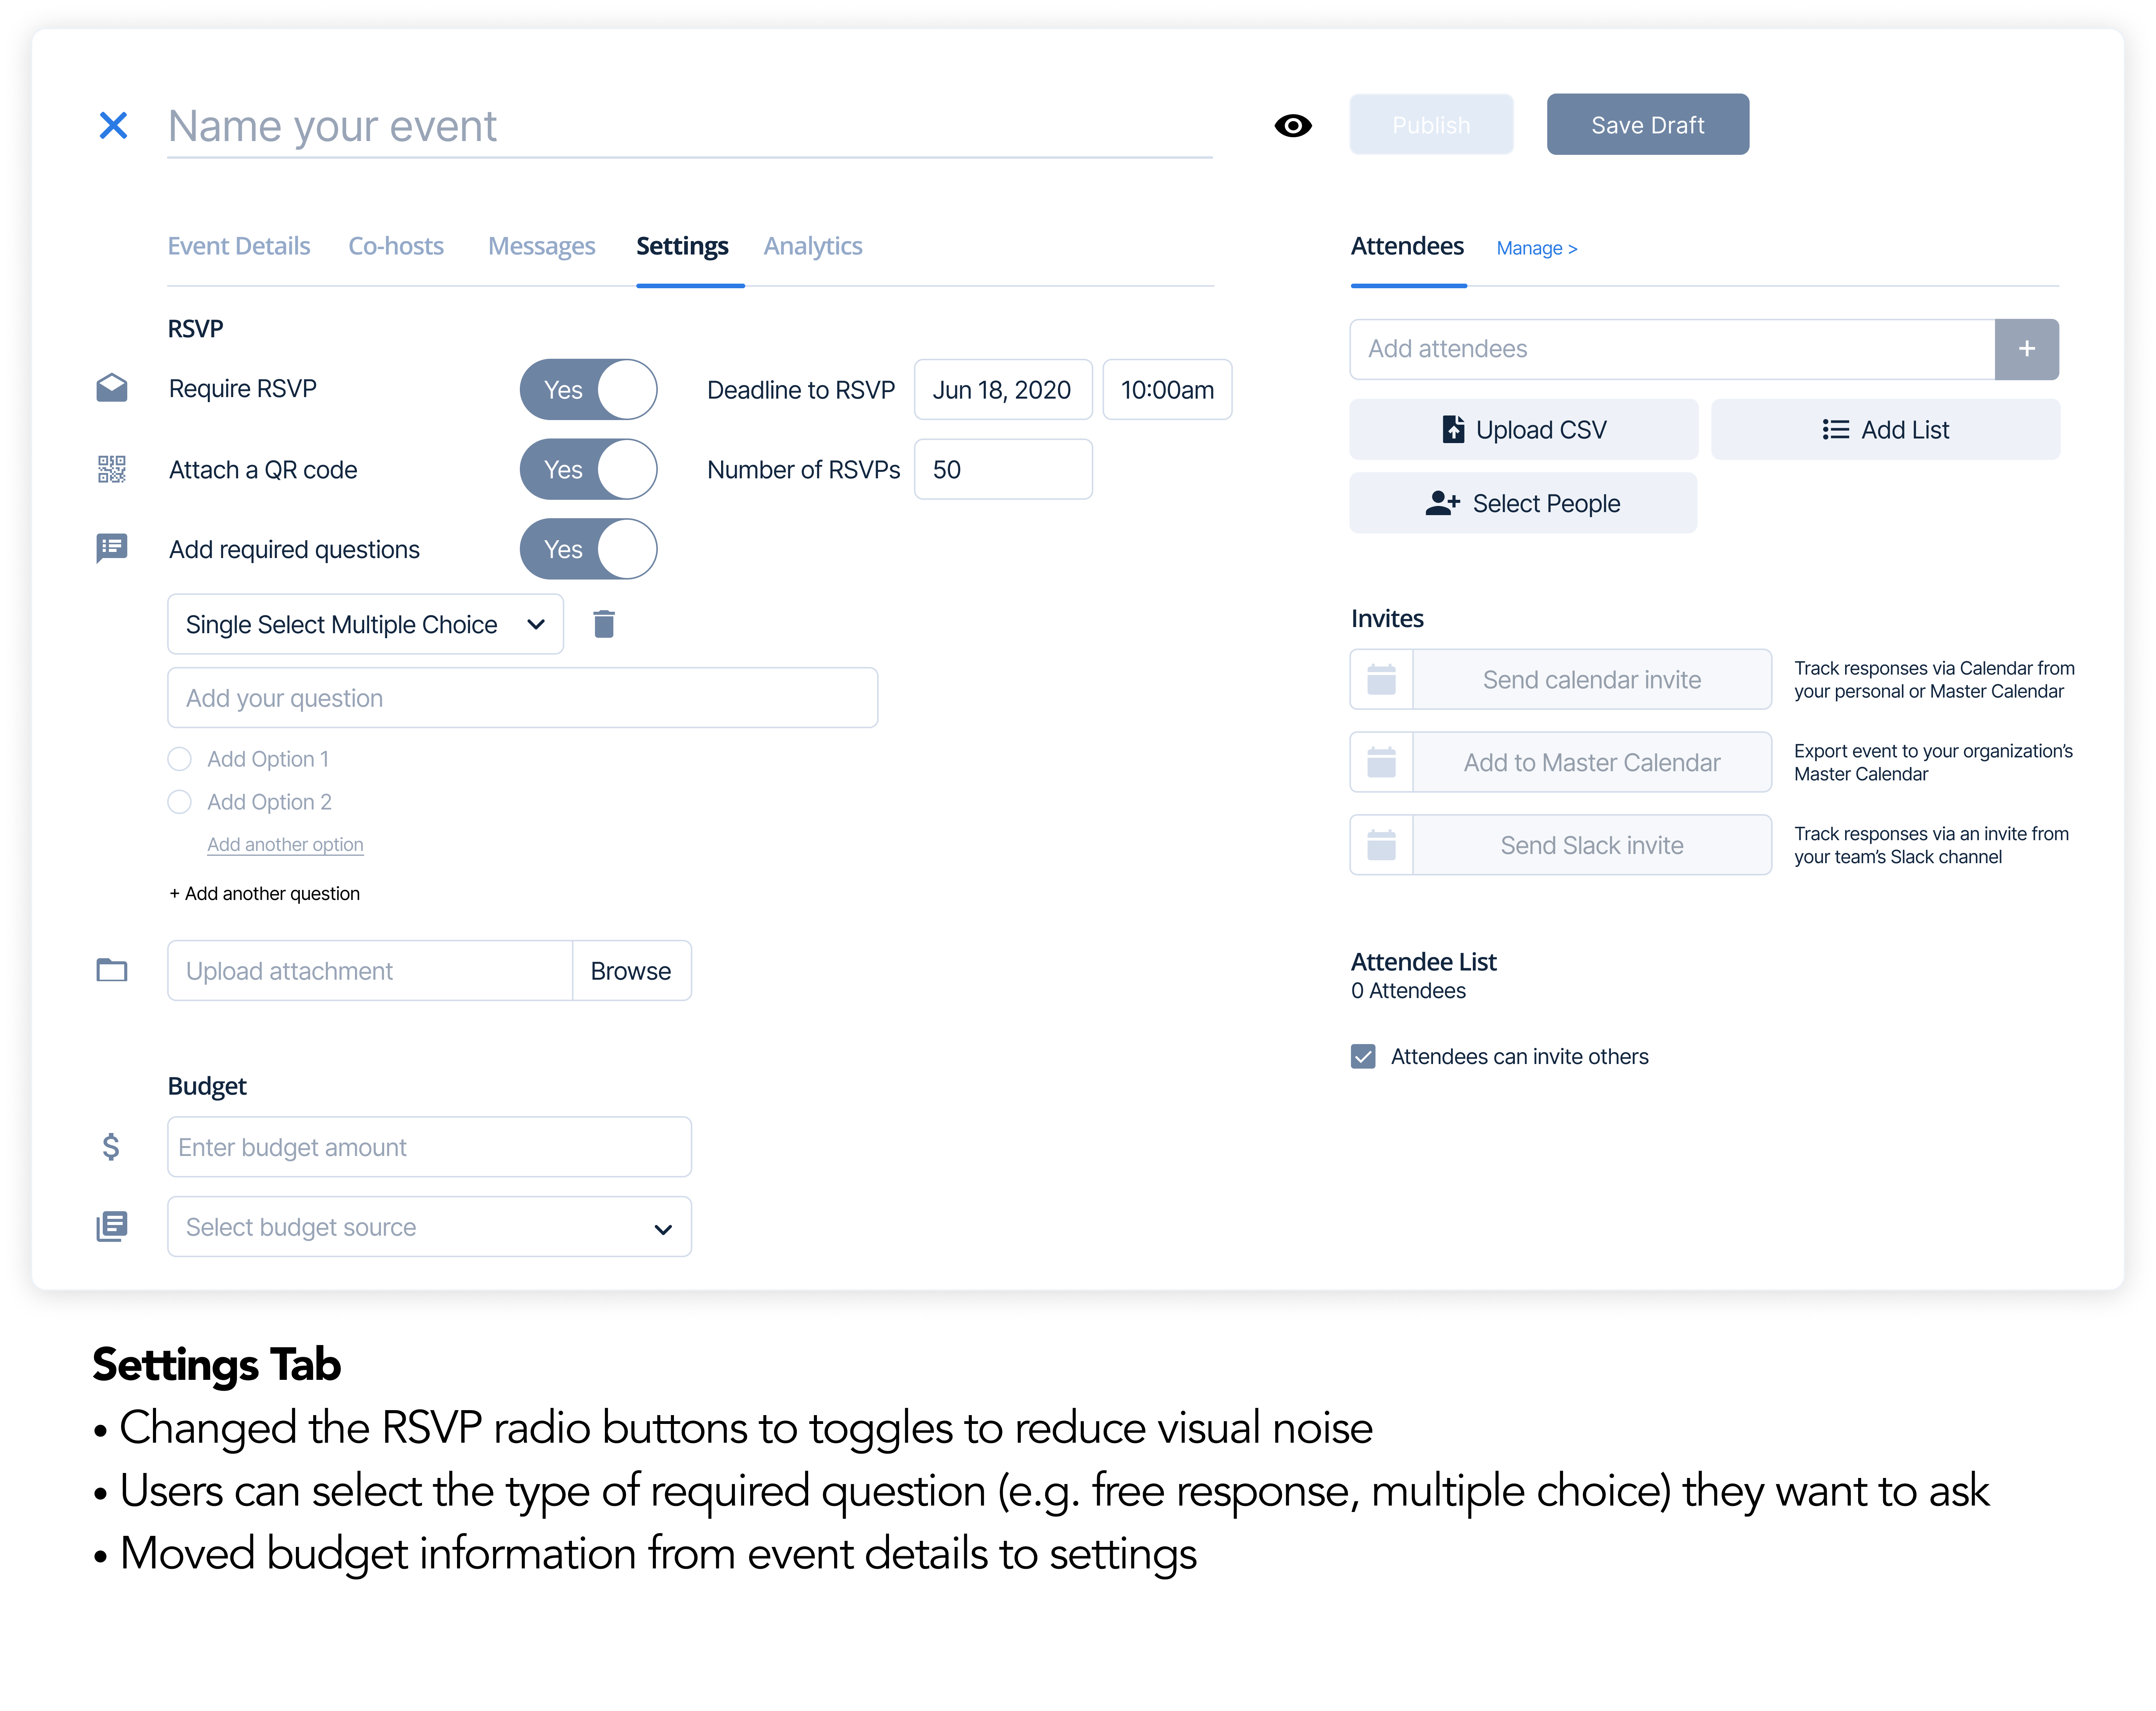 Name your event
Publish
Save Draft
Event Details
Co-hosts
Messages
Settings
Analytics
RSVP
Require RSVP
Yes
Deadline to RSVP
Jun 18, 2020
10:00am
Attach a QR code
Yes
Number of RSVPs
50
Add required questions
Yes
Single Select Multiple Choice
Add your question
Add Option 1
Add Option 2
Add another option
+ Add another question
Upload attachment
Browse
Budget
$
Enter budget amount
Select budget source
Attendees
Manage >
Add attendees
+
Upload CSV
Add List
Select People
Invites
Send calendar invite
Track responses via Calendar from
your personal or Master Calendar
Add to Master Calendar
Export event to your organization’s
Master Calendar
Send Slack invite
Track responses via an invite from
your team’s Slack channel
Attendee List
0 Attendees
Attendees can invite others
Settings Tab
• Changed the RSVP radio buttons to toggles to reduce visual noise
• Users can select the type of required question (e.g. free response, multiple choice) they want to ask
• Moved budget information from event details to settings